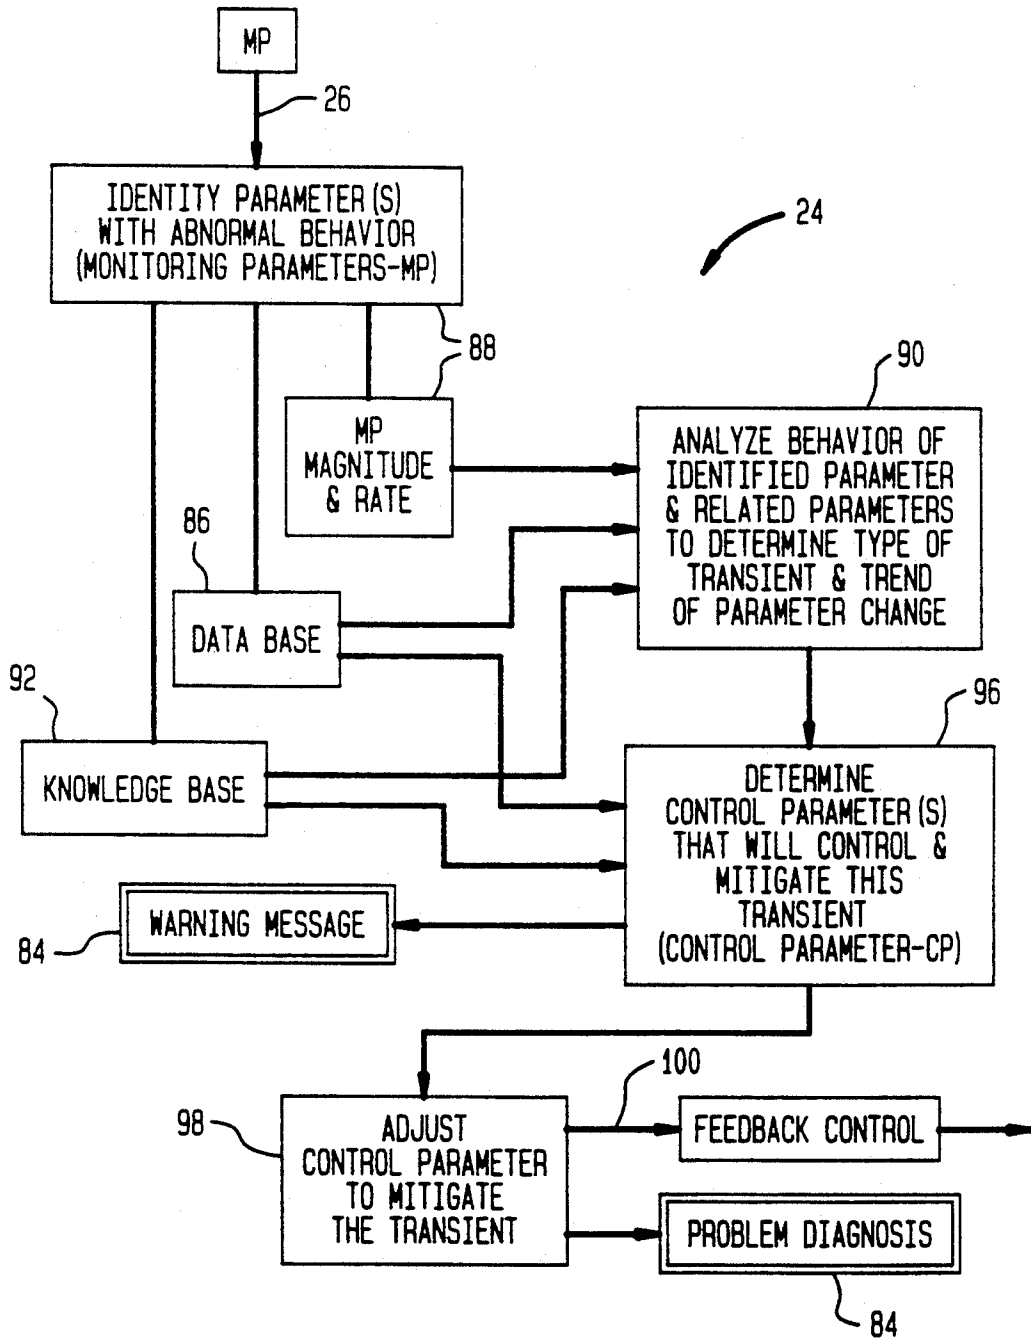 MP
26
IDENTITY PARAMETER(S)
WITH ABNORMAL BEHAVIOR
(MONITORING PARAMETERS-MP)
24
88
90
MP
MAGNITUDE
& RATE
ANALYZE BEHAVIOR OF
IDENTIFIED PARAMETER
& RELATED PARAMETERS
TO DETERMINE TYPE OF
TRANSIENT & TREND
OF PARAMETER CHANGE
86
DATA BASE
92
KNOWLEDGE BASE
96
DETERMINE
CONTROL PARAMETER(S)
THAT WILL CONTROL &
MITIGATE THIS
TRANSIENT
(CONTROL PARAMETER-CP)
WARNING MESSAGE
84
98
ADJUST
CONTROL PARAMETER
TO MITIGATE
THE TRANSIENT
100
FEEDBACK CONTROL
PROBLEM DIAGNOSIS
84